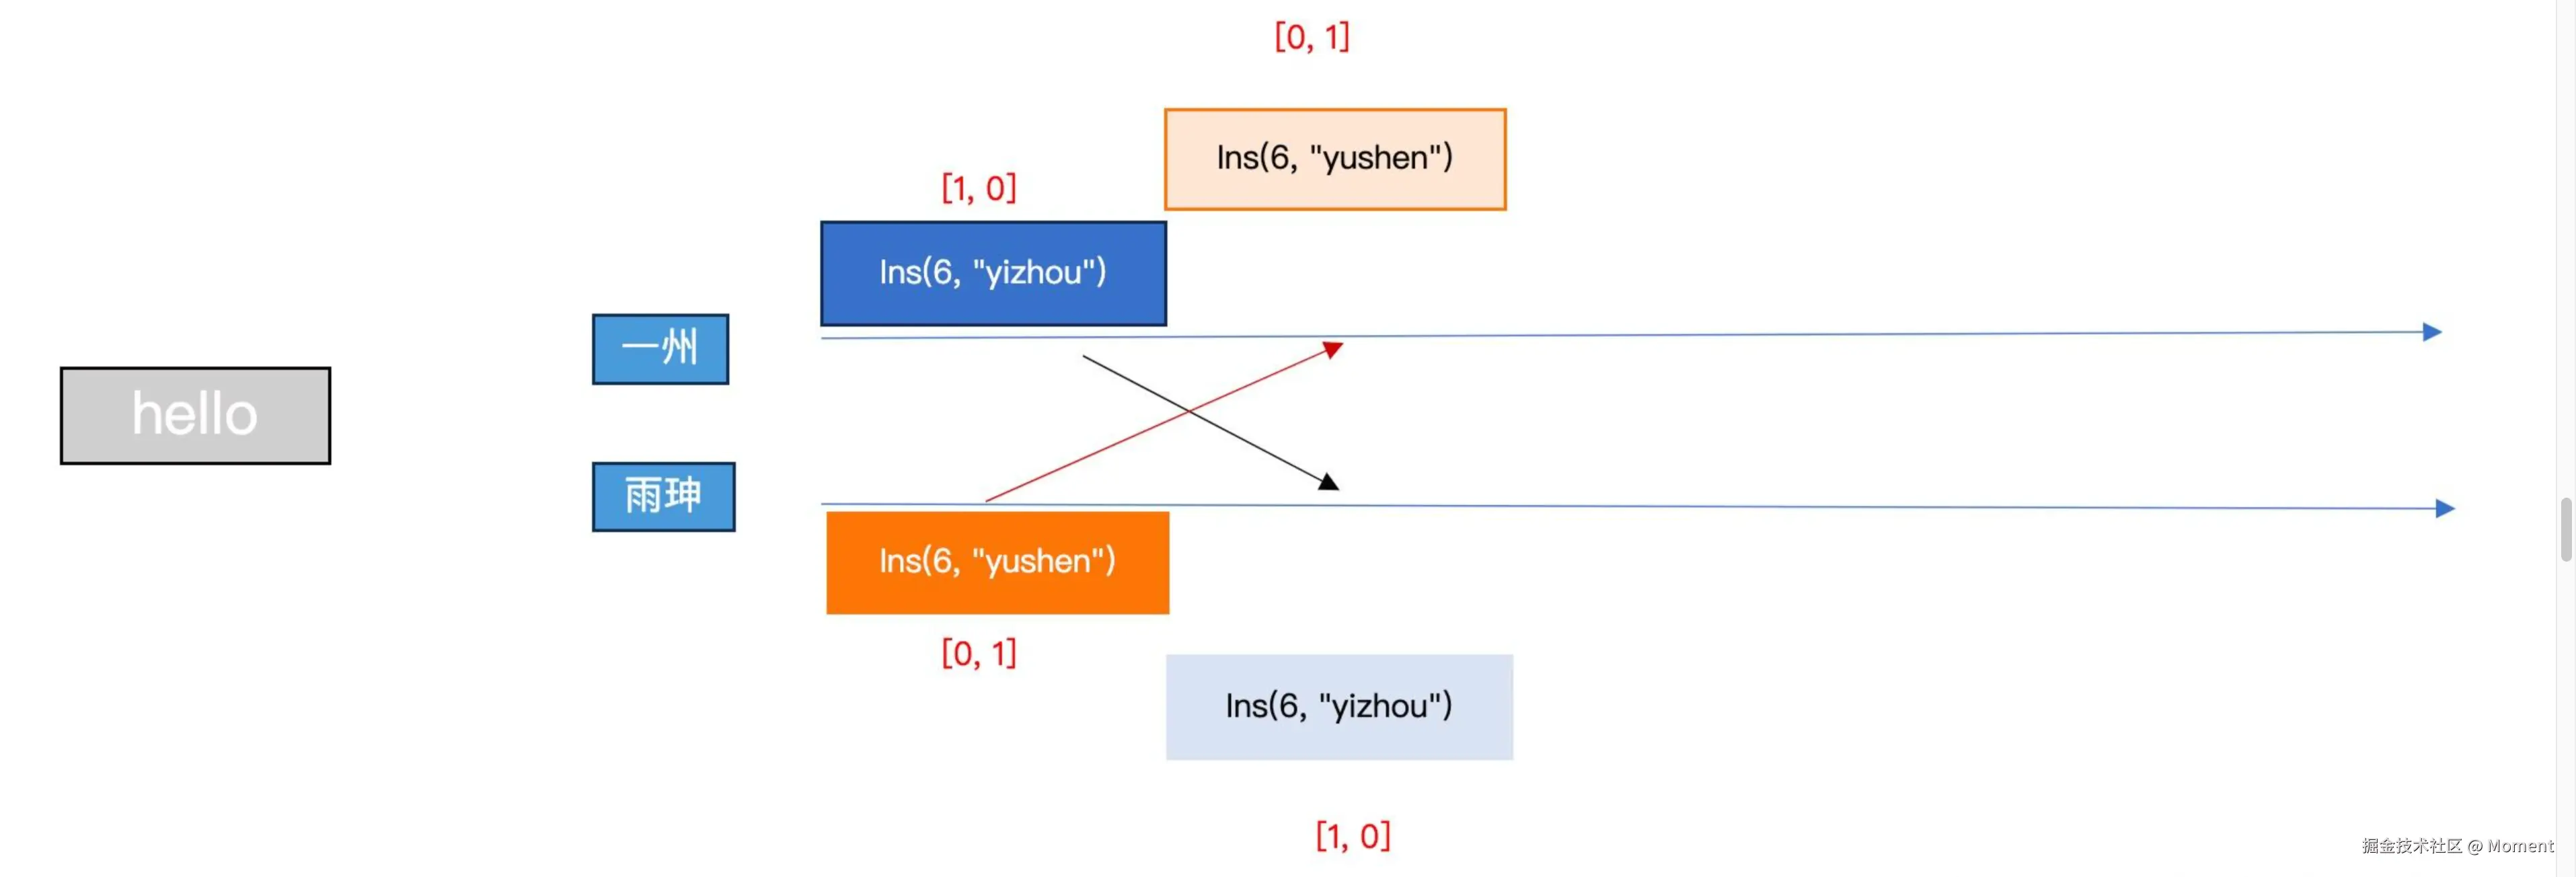 [0, 1]
Ins(6, "yushen")
[1, 0]
Ins(6, "yizhou")
一州
hello
雨珅
Ins(6, "yushen")
[0, 1]
Ins(6, "yizhou")
[1, 0]
掘金技术社区 @ Moment